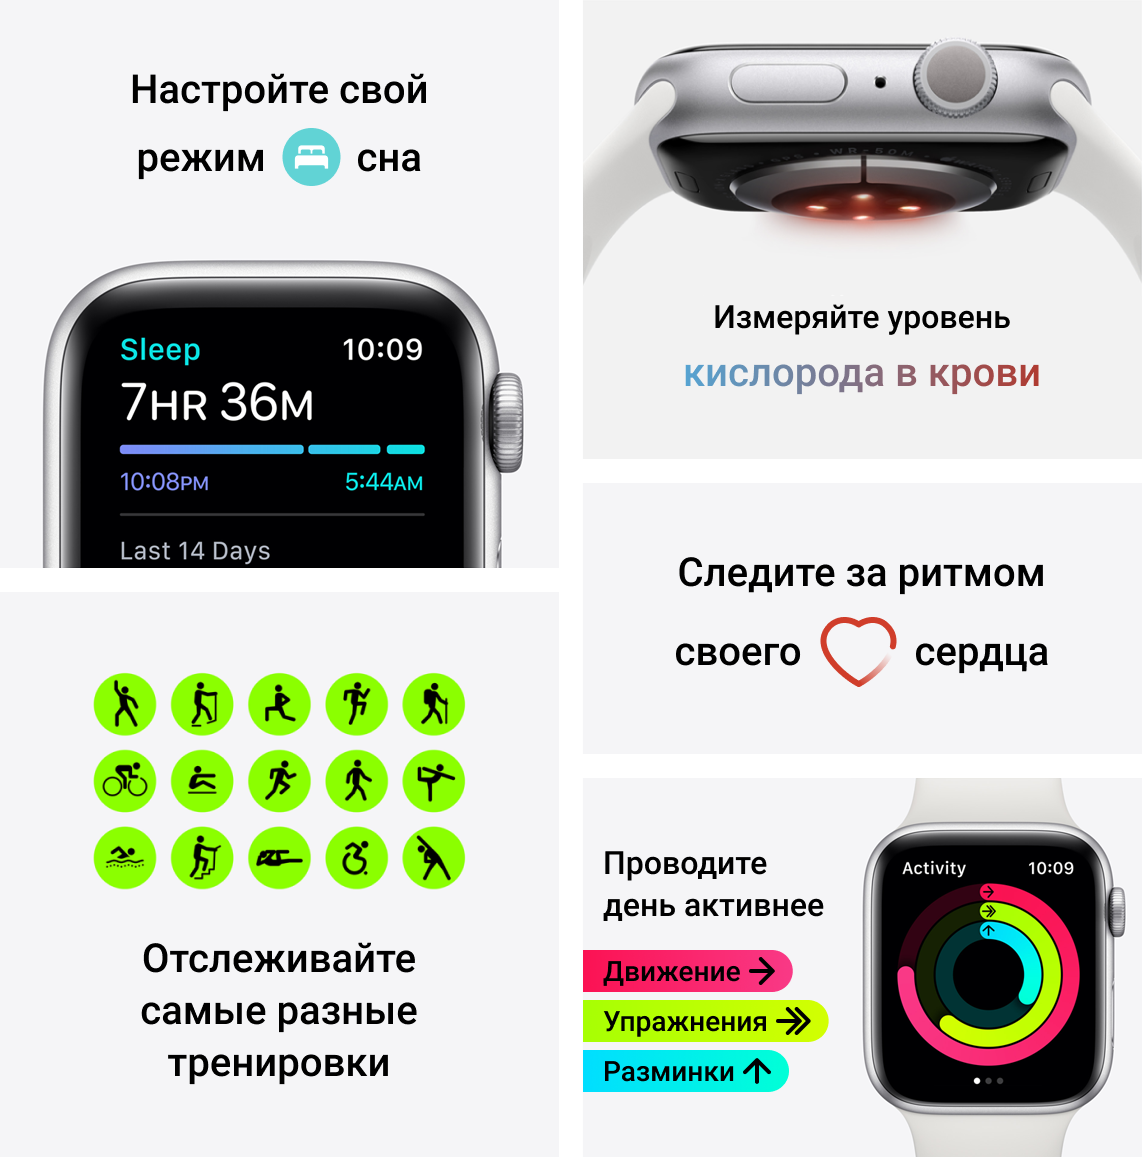 Настройте свой
режим сна
Sleep 10:09
7HR 36M
10:08PM 5:44AM
Last 14 Days
WR-50M
Измеряйте уровень
кислорода в крови
Следите за ритмом
своего сердца
Отслеживайте
самые разные
тренировки
Проводите
день активнее
Движение
Упражнения
Разминки
Activity 10:09